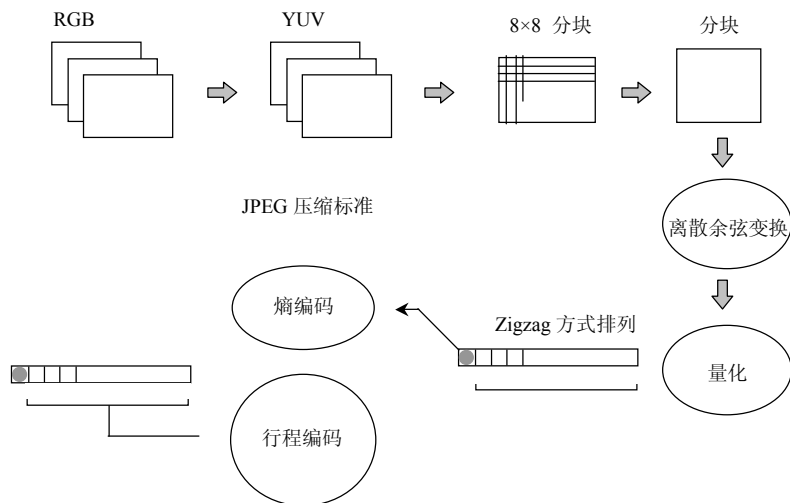 RGB
YUV
8×8 分块
分块
离散余弦变换
JPEG 压缩标准
熵编码
Zigzag 方式排列
量化
行程编码